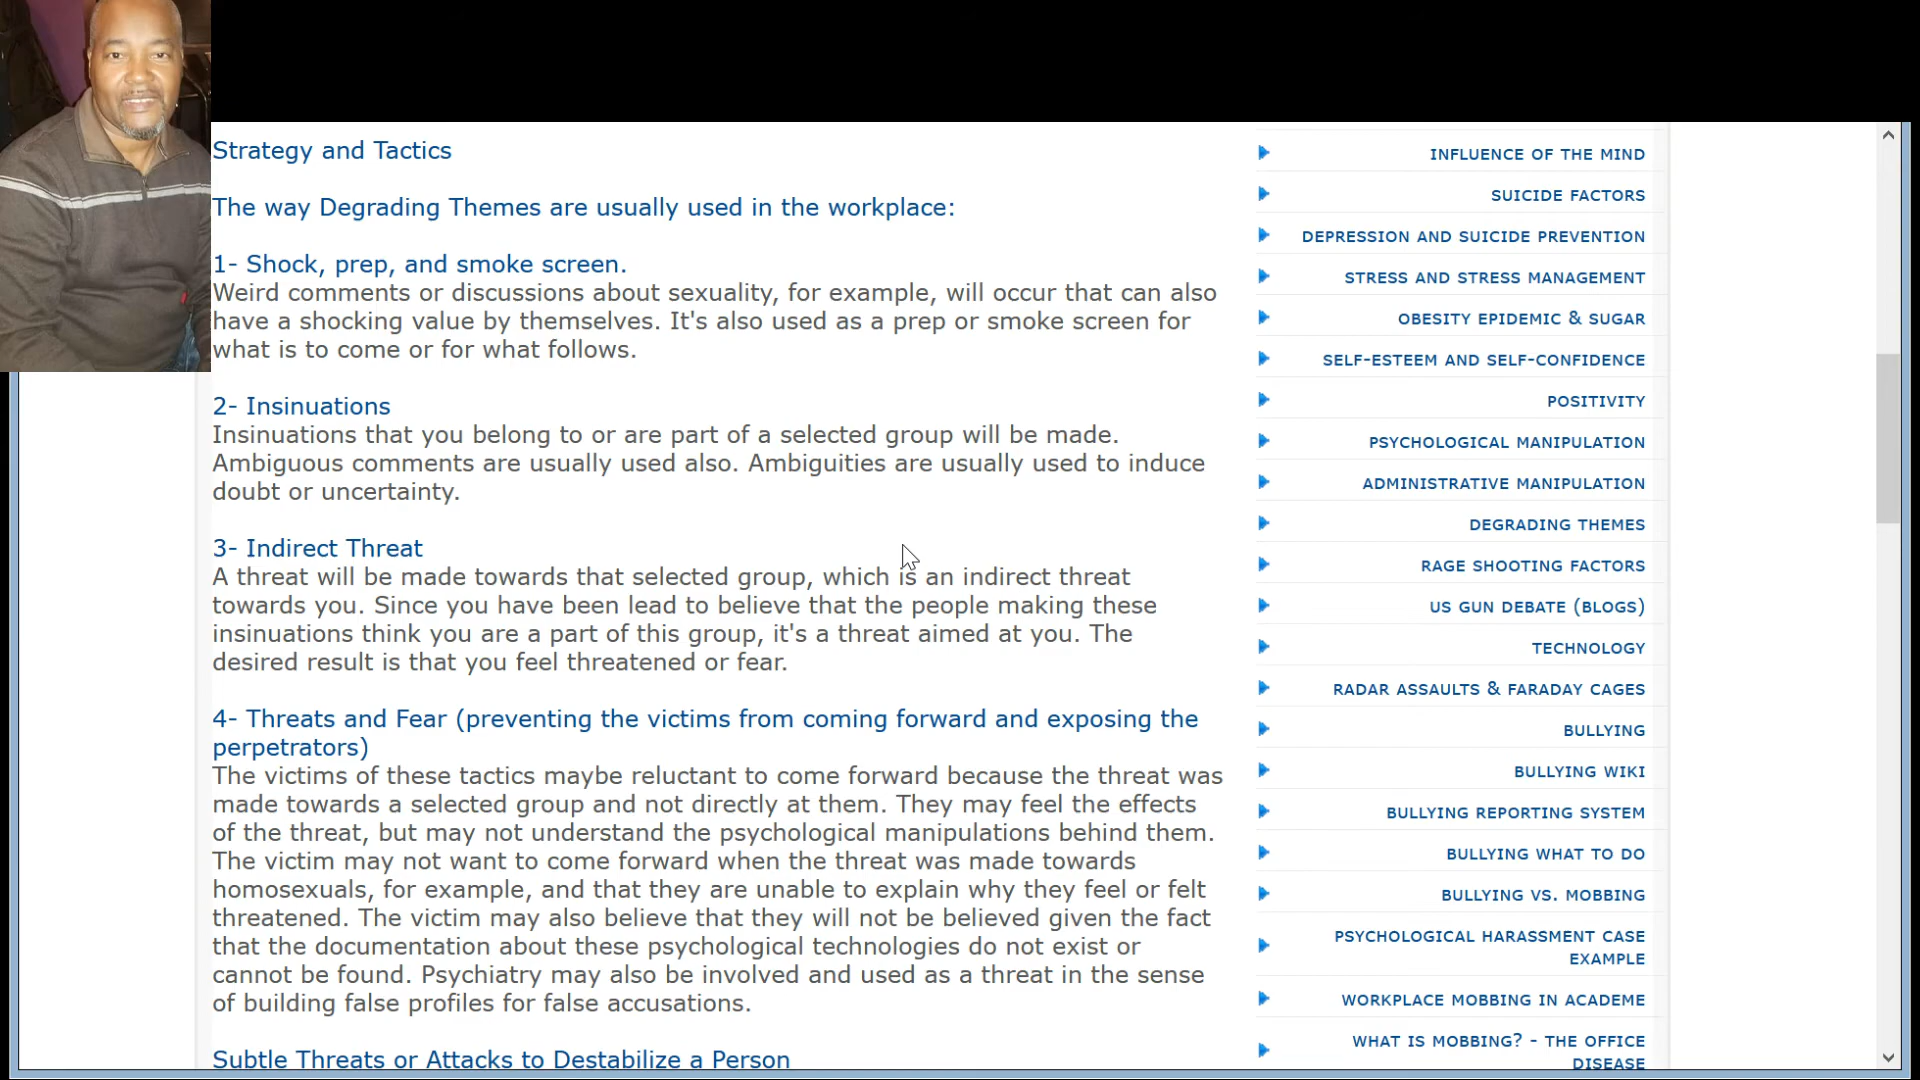 Strategy and Tactics
The way Degrading Themes are usually used in the workplace:
1- Shock, prep, and smoke screen.
Weird comments or discussions about sexuality, for example, will occur that can also
have a shocking value by themselves. It's also used as a prep or smoke screen for
what is to come or for what follows.
2- Insinuations
Insinuations that you belong to or are part of a selected group will be made.
Ambiguous comments are usually used also. Ambiguities are usually used to induce
doubt or uncertainty.
3- Indirect Threat
A threat will be made towards that selected group, which is an indirect threat
towards you. Since you have been lead to believe that the people making these
insinuations think you are a part of this group, it's a threat aimed at you. The
desired result is that you feel threatened or fear.
4- Threats and Fear (preventing the victims from coming forward and exposing the
perpetrators)
The victims of these tactics maybe reluctant to come forward because the threat was
made towards a selected group and not directly at them. They may feel the effects
of the threat, but may not understand the psychological manipulations behind them.
The victim may not want to come forward when the threat was made towards
homosexuals, for example, and that they are unable to explain why they feel or felt
threatened. The victim may also believe that they will not be believed given the fact
that the documentation about these psychological technologies do not exist or
cannot be found. Psychiatry may also be involved and used as a threat in the sense
of building false profiles for false accusations.
Subtle Threats or Attacks to Destabilize a Person
INFLUENCE OF THE MIND
SUICIDE FACTORS
DEPRESSION AND SUICIDE PREVENTION
STRESS AND STRESS MANAGEMENT
OBESITY EPIDEMIC & SUGAR
SELF-ESTEEM AND SELF-CONFIDENCE
POSITIVITY
PSYCHOLOGICAL MANIPULATION
ADMINISTRATIVE MANIPULATION
DEGRADING THEMES
RAGE SHOOTING FACTORS
US GUN DEBATE (BLOGS)
TECHNOLOGY
RADAR ASSAULTS & FARADAY CAGES
BULLYING
BULLYING WIKI
BULLYING REPORTING SYSTEM
BULLYING WHAT TO DO
BULLYING VS. MOBBING
PSYCHOLOGICAL HARASSMENT CASE
EXAMPLE
WORKPLACE MOBBING IN ACADEME
WHAT IS MOBBING? - THE OFFICE
DISEASE